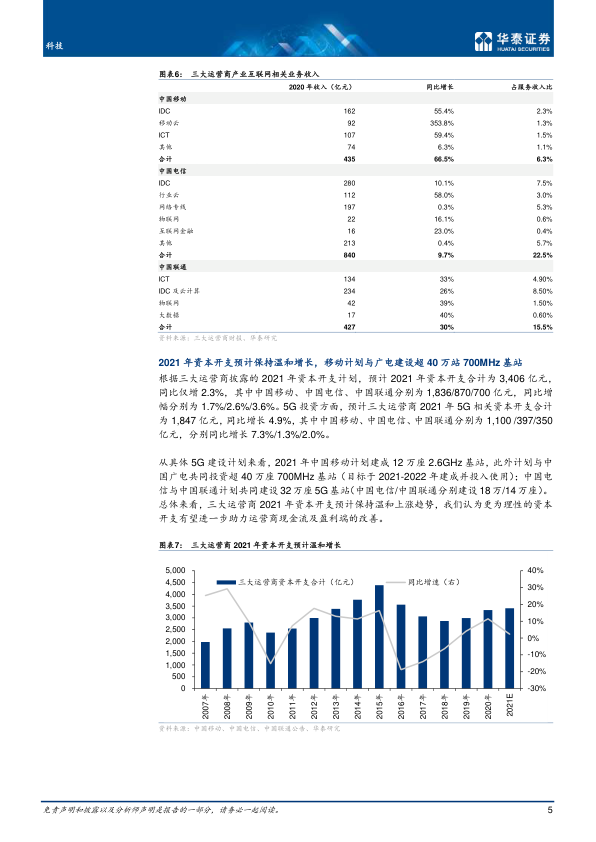 科技
华泰证券
HUATAI SECURITIES
图表6： 三大运营商产业互联网相关业务收入
2020 年收入（亿元） 同比增长 占服务收入比
中国移动
IDC 162 55.4% 2.3%
移动云 92 353.8% 1.3%
ICT 107 59.4% 1.5%
其他 74 6.3% 1.1%
合计 435 66.5% 6.3%
中国电信
IDC 280 10.1% 7.5%
行业云 112 58.0% 3.0%
网络专线 197 0.3% 5.3%
物联网 22 16.1% 0.6%
互联网金融 16 23.0% 0.4%
其他 213 0.4% 5.7%
合计 840 9.7% 22.5%
中国联通
ICT 134 33% 4.90%
IDC 及云计算 234 26% 8.50%
物联网 42 39% 1.50%
大数据 17 40% 0.60%
合计 427 30% 15.5%
资料来源：三大运营商财报、华泰研究
2021 年资本开支预计保持温和增长，移动计划与广电建设超 40 万站 700MHz 基站
根据三大运营商披露的 2021 年资本开支计划，预计 2021 年资本开支合计为 3,406 亿元，
同比仅增 2.3%，其中中国移动、中国电信、中国联通分别为 1,836/870/700 亿元，同比增
幅分别为 1.7%/2.6%/3.6%。5G 投资方面，预计三大运营商 2021 年 5G 相关资本开支合计
为 1,847 亿元，同比增长 4.9%，其中中国移动、中国电信、中国联通分别为 1,100 /397/350
亿元，分别同比增长 7.3%/1.3%/2.0%。
从具体 5G 建设计划来看，2021 年中国移动计划建成 12 万座 2.6GHz 基站，此外计划与中
国广电共同投资超 40 万座 700MHz 基站（目标于 2021-2022 年建成并投入使用）；中国电
信与中国联通计划共同建设 32 万座 5G 基站（中国电信/中国联通分别建设 18 万/14 万座）。
总体来看，三大运营商 2021 年资本开支预计保持温和上涨趋势，我们认为更为理性的资本
开支有望进一步助力运营商现金流及盈利端的改善。
图表7： 三大运营商 2021 年资本开支预计温和增长
三大运营商资本开支合计（亿元） 同比增速（右）
5,000
4,500
4,000
3,500
3,000
2,500
2,000
1,500
1,000
500
0
40%
30%
20%
10%
0%
-10%
-20%
-30%
2007年
2008年
2009年
2010年
2011年
2012年
2013年
2014年
2015年
2016年
2017年
2018年
2019年
2020年
2021E
资料来源：中国移动、中国电信、中国联通公告、华泰研究
免责声明和披露以及分析师声明是报告的一部分，请务必一起阅读。
5